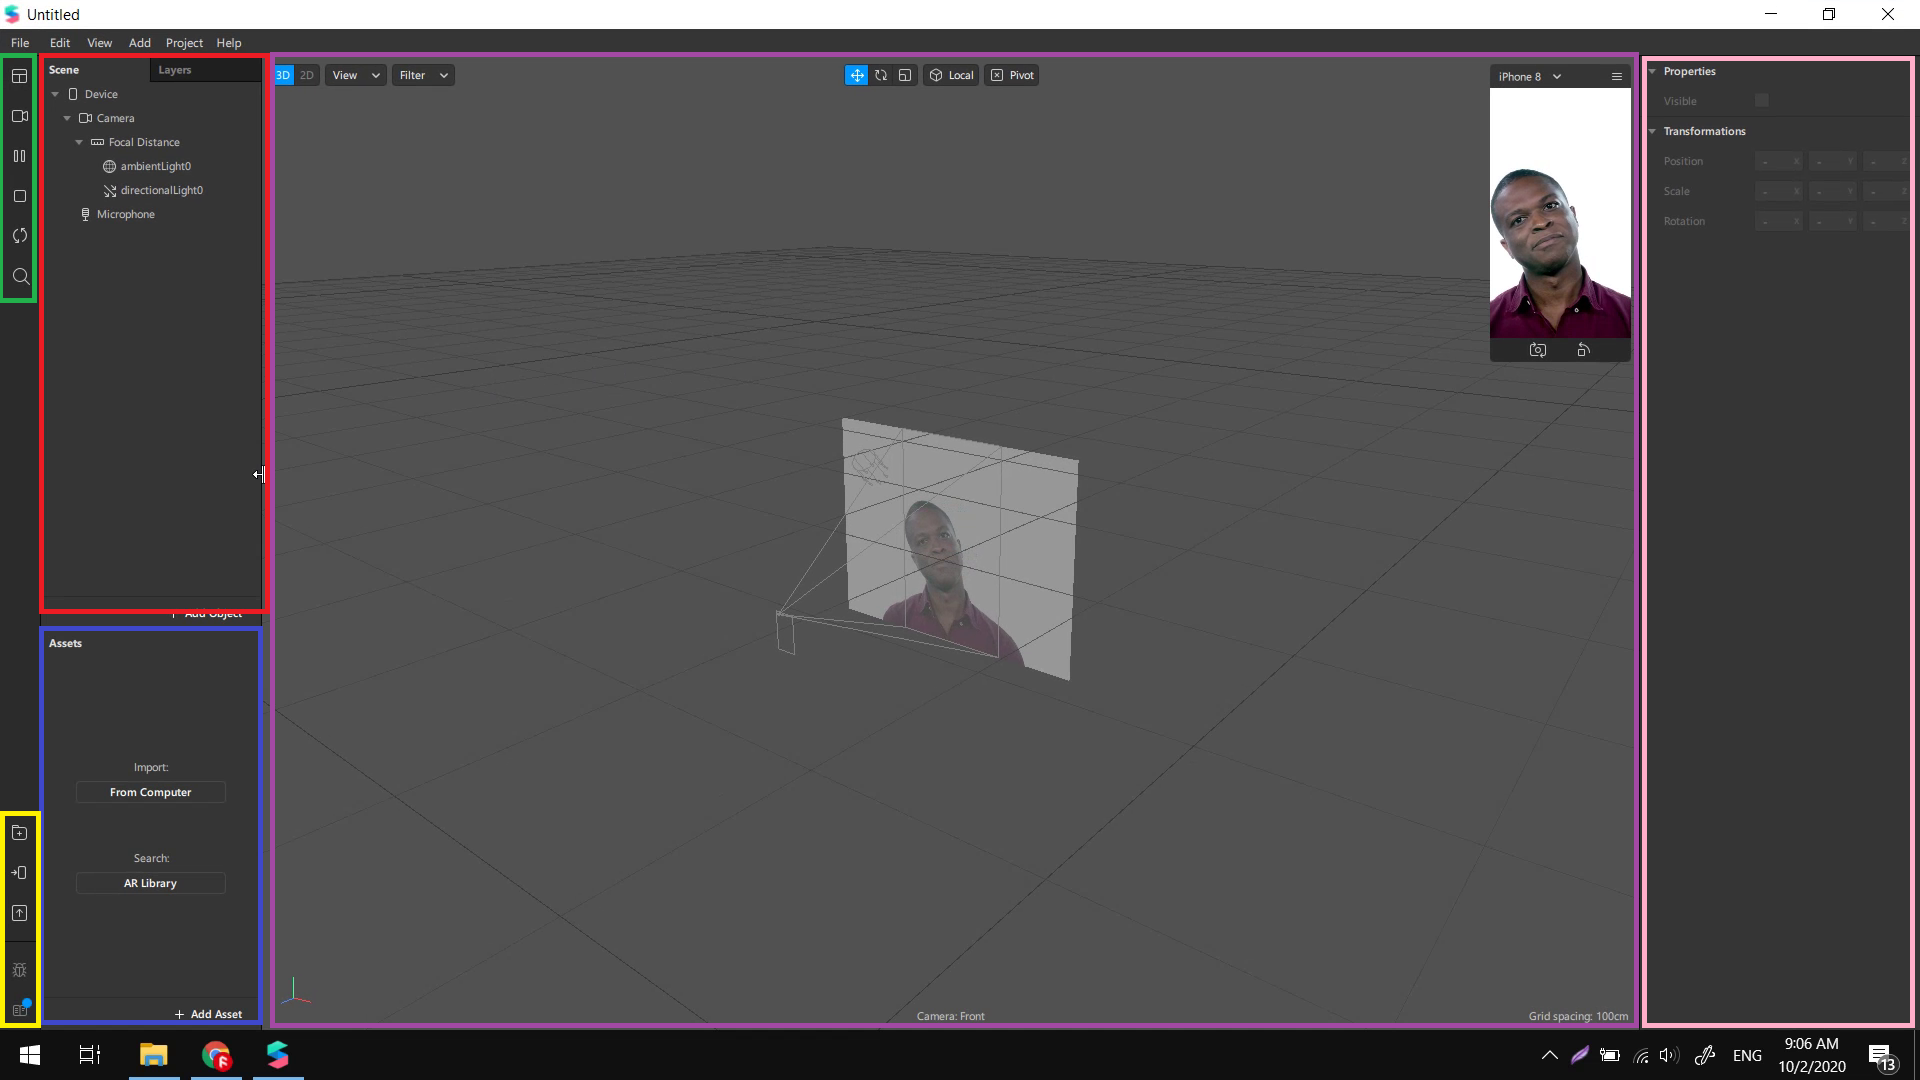 Untitled
File Edit View Add Project Help
Scene Layers
Device
Camera
Focal Distance
ambientLight0
directionalLight0
Microphone
Add Object
3D 2D View Filter
Local Pivot
iPhone 8
Properties
Visible
Transformations
Position - X - Y - Z
Scale - X - Y - Z
Rotation - X - Y - Z
Assets
Import:
From Computer
Search:
AR Library
+ Add Asset
Camera: Front
Grid spacing: 100cm
ENG
9:06 AM
10/2/2020
13